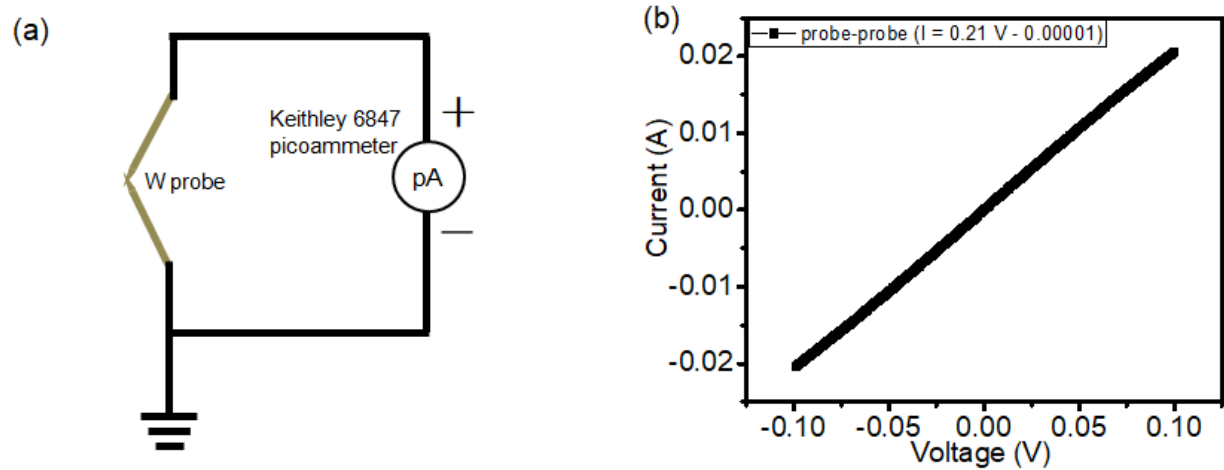 (a)
Keithley 6847
picoammeter
W probe
+
pA
—
(b)
probe-probe (I = 0.21 V - 0.00001)
Current (A)
0.02
0.01
0.00
-0.01
-0.02
-0.10 -0.05 0.00 0.05 0.10
Voltage (V)